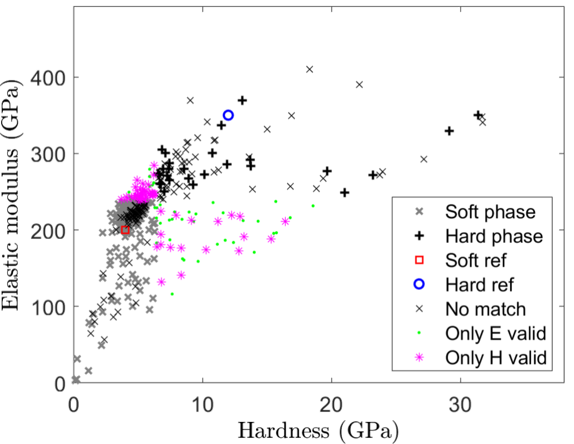 Elastic modulus (GPa)
400
300
200
100
0
0
10
20
30
Hardness (GPa)
Soft phase
Hard phase
Soft ref
Hard ref
No match
Only E valid
Only H valid